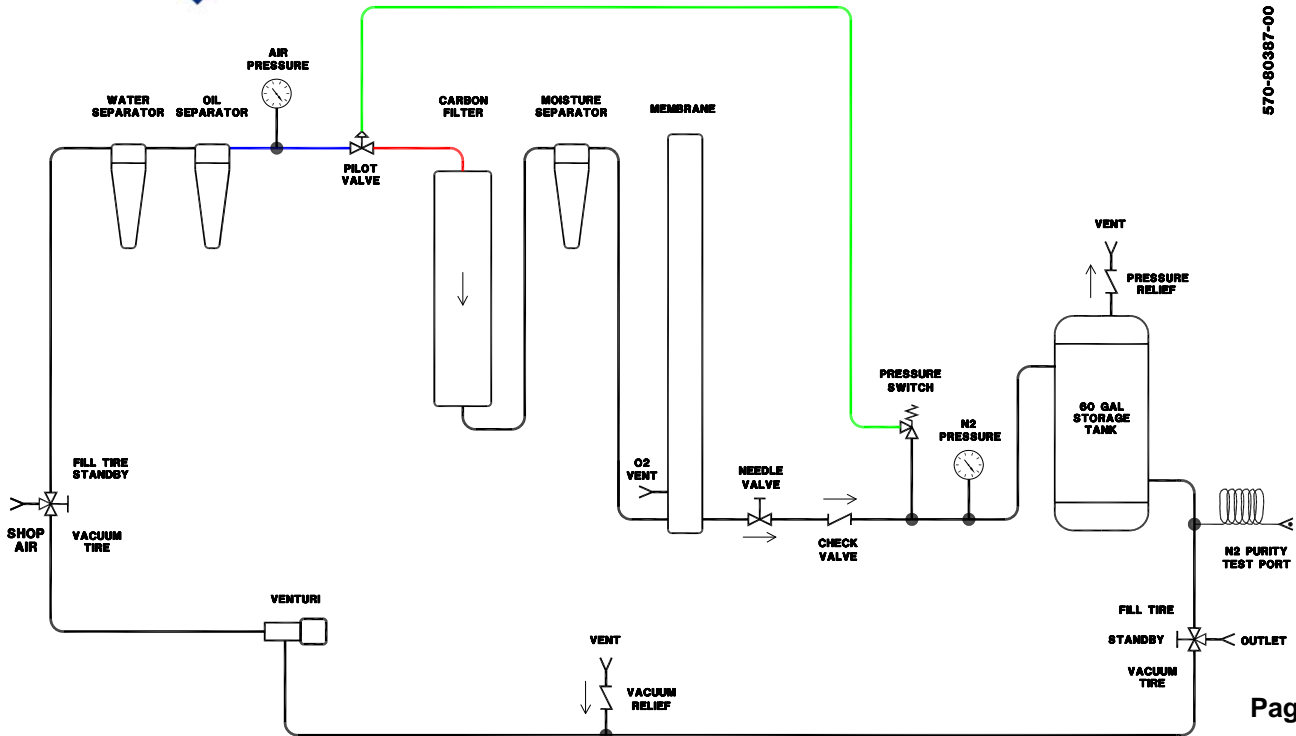 570-80387-00
AIR
PRESSURE
WATER
SEPARATOR
OIL
SEPARATOR
CARBON
FILTER
MOISTURE
SEPARATOR
MEMBRANE
PILOT
VALVE
VENT
PRESSURE
RELIEF
PRESSURE
SWITCH
N2
PRESSURE
60 GAL
STORAGE
TANK
O2
VENT
NEEDLE
VALVE
CHECK
VALVE
FILL TIRE
STANDBY
SHOP
AIR
VACUUM
TIRE
N2 PURITY
TEST PORT
VENTURI
VENT
VACUUM
RELIEF
FILL TIRE
STANDBY
OUTLET
VACUUM
TIRE
Pag